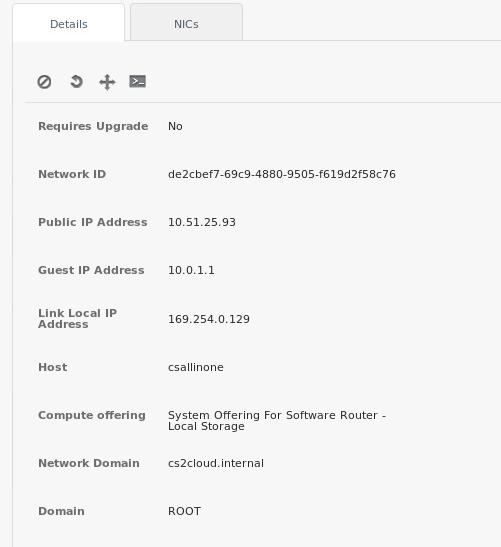 Details
NICs
Requires Upgrade
No
Network ID
de2cbef7-69c9-4880-9505-f619d2f58c76
Public IP Address
10.51.25.93
Guest IP Address
10.0.1.1
Link Local IP
Address
169.254.0.129
Host
csallinone
Compute offering
System Offering For Software Router -
Local Storage
Network Domain
cs2cloud.internal
Domain
ROOT